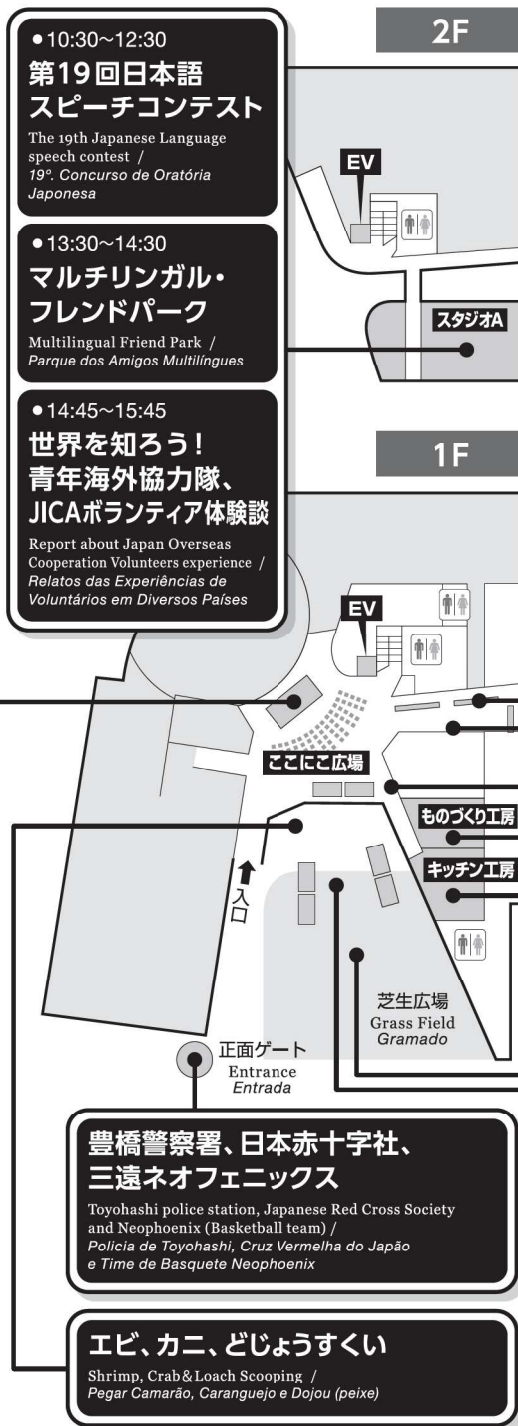 ●10:30〜12:30
第19回日本語
スピーチコンテスト
The 19th Japanese Language
speech contest /
19º. Concurso de Oratória
Japonesa
●13:30〜14:30
マルチリンガル・
フレンドパーク
Multilingual Friend Park /
Parque dos Amigos Multilíngues
●14:45〜15:45
世界を知ろう!
青年海外協力隊、
JICAボランティア体験談
Report about Japan Overseas
Cooperation Volunteers experience /
Relatos das Experiências de
Voluntários em Diversos Países
2F
EV
スタジオA
1F
EV
ここにこ広場
ものづくり工房
キッチン工房
入口
芝生広場
Grass Field
Gramado
正面ゲート
Entrance
Entrada
豊橋警察署、日本赤十字社、
三遠ネオフェニックス
Toyohashi police station, Japanese Red Cross Society
and Neophoenix (Basketball team) /
Policia de Toyohashi, Cruz Vermelha do Japão
e Time de Basquete Neophoenix
エビ、カニ、どじょうすくい
Shrimp, Crab&Loach Scooping /
Pegar Camarão, Caranguejo e Dojou (peixe)